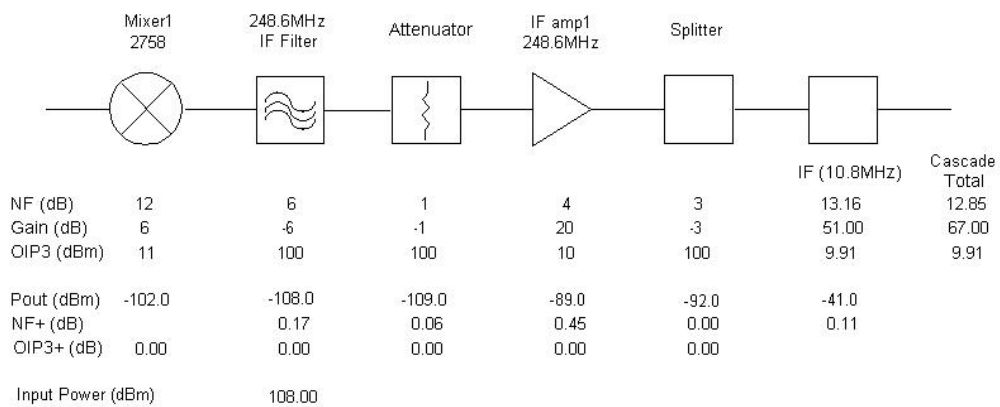 Mixer1 248.6MHz Attenuator IF amp1 Splitter
2758 IF Filter 248.6MHz
IF (10.8MHz) Cascade Total
NF (dB) 12 6 1 4 3 13.16 12.85
Gain (dB) 6 -6 -1 20 -3 51.00 67.00
OIP3 (dBm) 11 100 100 10 100 9.91 9.91
Pout (dBm) -102.0 -108.0 -109.0 -89.0 -92.0 -41.0
NF+ (dB) 0.17 0.06 0.45 0.00 0.11
OIP3+ (dB) 0.00 0.00 0.00 0.00 0.00
Input Power (dBm) 108.00